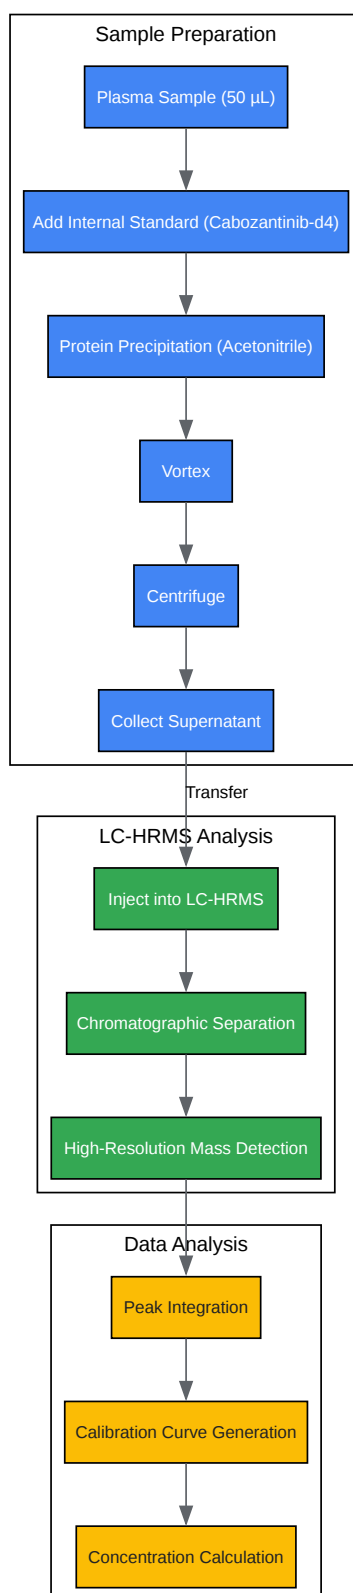 Sample Preparation
Plasma Sample (50 µL)
Add Internal Standard (Cabozantinib-d4)
Protein Precipitation (Acetonitrile)
Vortex
Centrifuge
Collect Supernatant
Transfer
LC-HRMS Analysis
Inject into LC-HRMS
Chromatographic Separation
High-Resolution Mass Detection
Data Analysis
Peak Integration
Calibration Curve Generation
Concentration Calculation